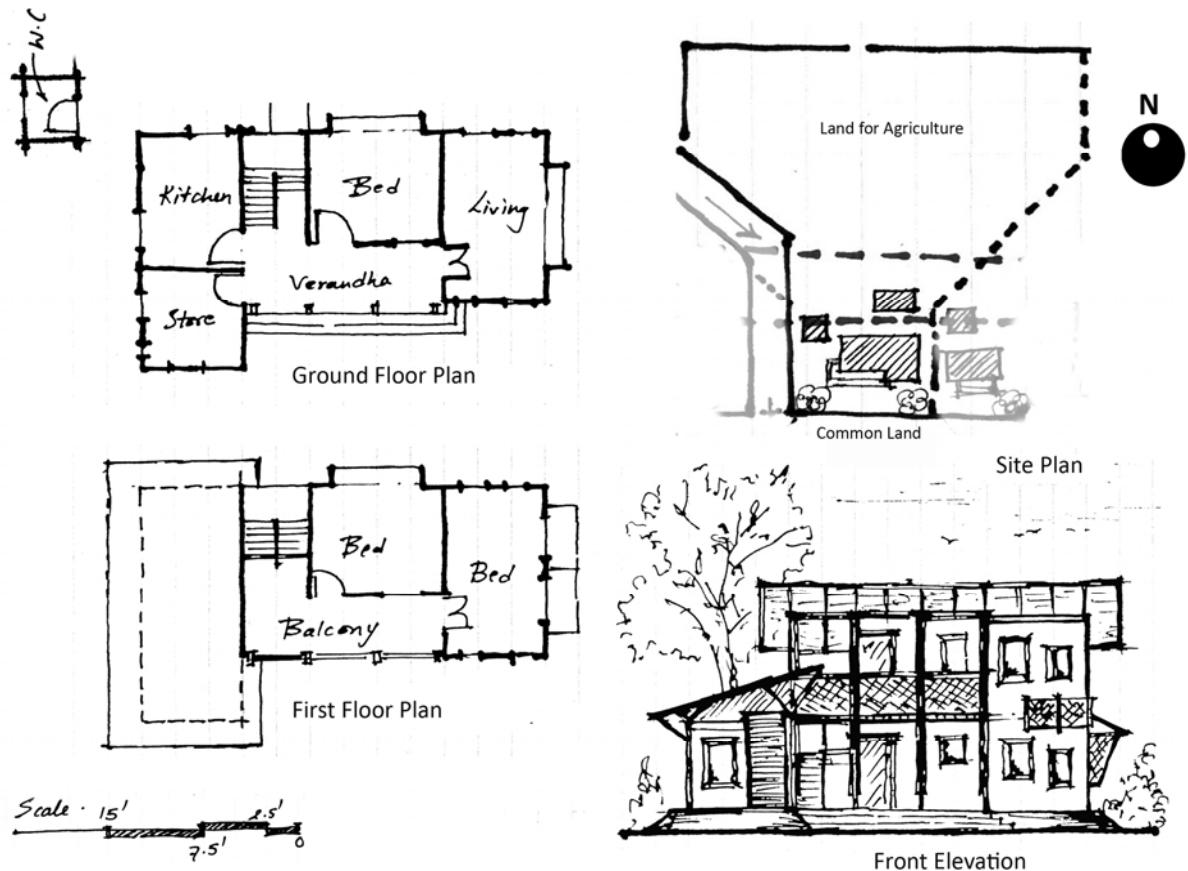 W.C
Kitchen
Bed
Living
Verandha
Store
Ground Floor Plan
Land for Agriculture
N
Common Land
Site Plan
Bed
Bed
Balcony
First Floor Plan
Scale. 15' 2.5'
7.5' 0
Front Elevation